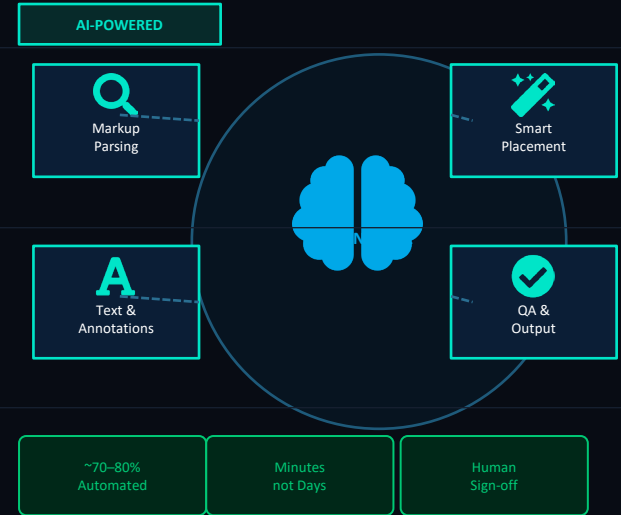 AI-POWERED
Markup
Parsing
Smart
Placement
Text &
Annotations
QA &
Output
~70–80%
Automated
Minutes
not Days
Human
Sign-off